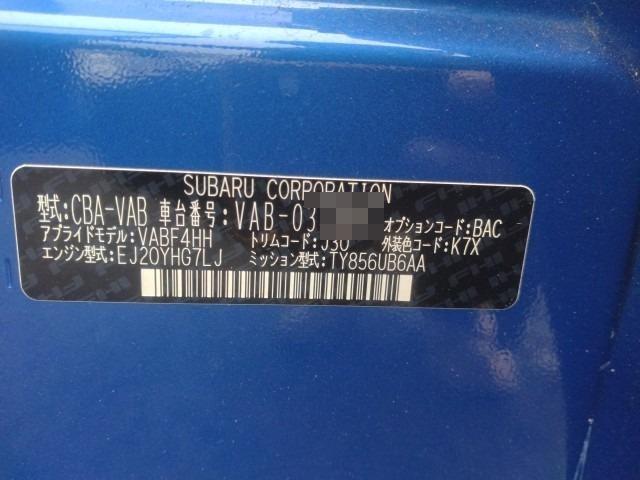 SUBARU CORPORATION
型式:CBA-VAB 車台番号:VAB-03 オプションコード:BAC
アプライドモデル:VABF4HH トリムコード:J30 外装色コード:K7X
エンジン型式:EJ20YHG7LJ ミッション型式:TY856UB6AA